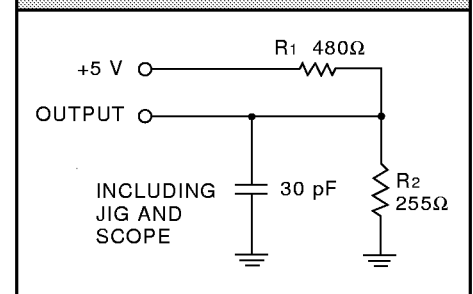 R1 480Ω
+5 V
OUTPUT
30 pF
R2
255Ω
INCLUDING
JIG AND
SCOPE